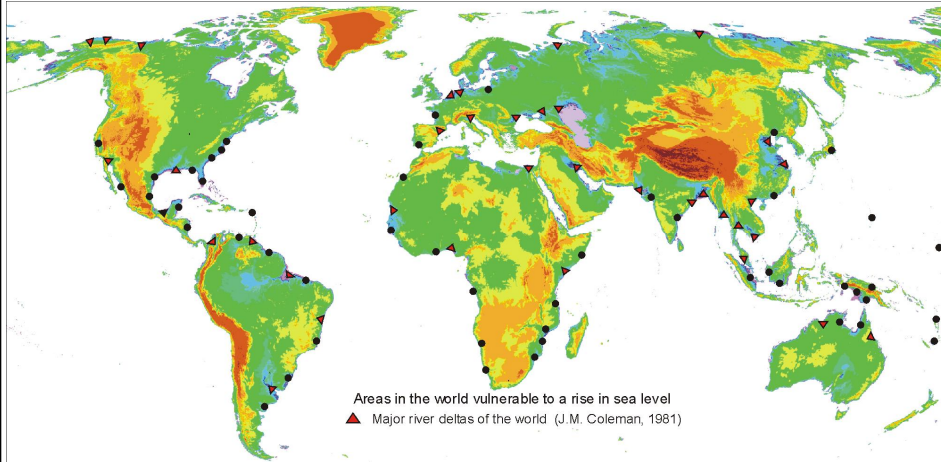 Areas in the world vulnerable to a rise in sea level
Major river deltas of the world (J.M. Coleman, 1981)